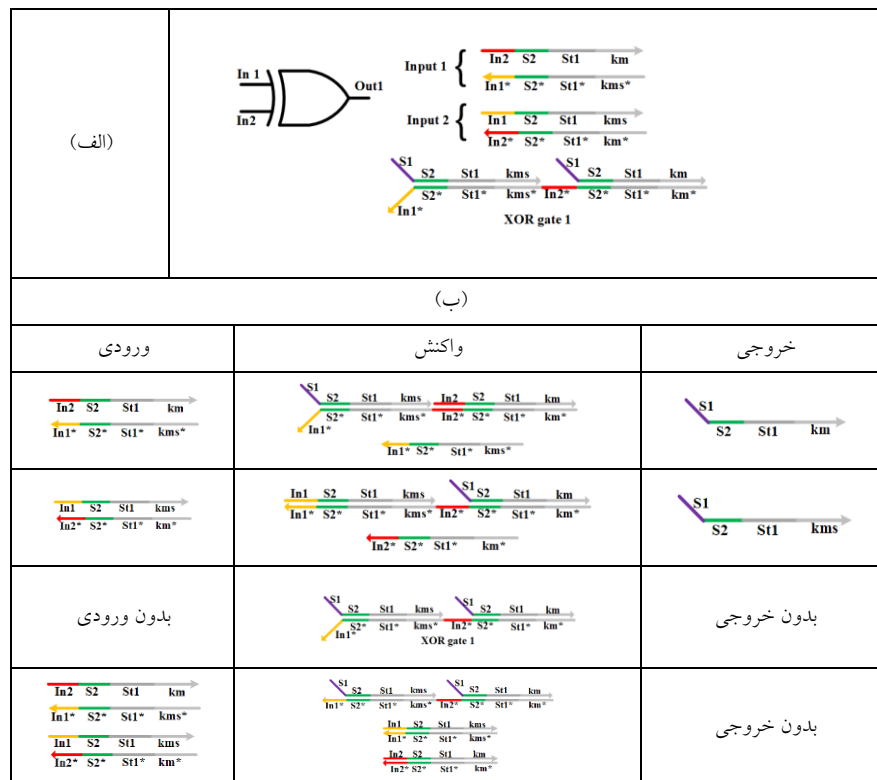 (الف)
In 1
In2
Out1
Input 1 {
In2 S2 St1 km
In1* S2* St1* kms*
Input 2 {
In1 S2 St1 kms
In2* S2* St1* km*
S1 S1
S2 St1 kms S2 St1 km
S2* St1* kms* In2* S2* St1* km*
In1*
XOR gate 1
(ب)
ورودی واکنش خروجی
In2 S2 St1 km
In1* S2* St1* kms*
S1
S2 St1 kms In2 S2 St1 km
S2* St1* kms* In2* S2* St1* km*
In1*
In1* S2* St1* kms*
S1
S2 St1 km
In1 S2 St1 kms
In2* S2* St1* km*
S1
In1 S2 St1 kms S2 St1 km
In1* S2* St1* kms* In2* S2* St1* km*
In2* S2* St1* km*
S1
S2 St1 kms
بدون ورودی
S1 S1
S2 St1 kms S2 St1 km
S2* St1* kms* In2* S2* St1* km*
In1*
XOR gate 1
بدون خروجی
In2 S2 St1 km
In1* S2* St1* kms*
In1 S2 St1 kms
In2* S2* St1* km*
S1 S1
S2 St1 kms S2 St1 km
In1* S2* St1* kms* In2* S2* St1* km*
In1 S2 St1 kms
In1* S2* St1* kms*
In2 S2 St1 km
In2* S2* St1* km*
بدون خروجی